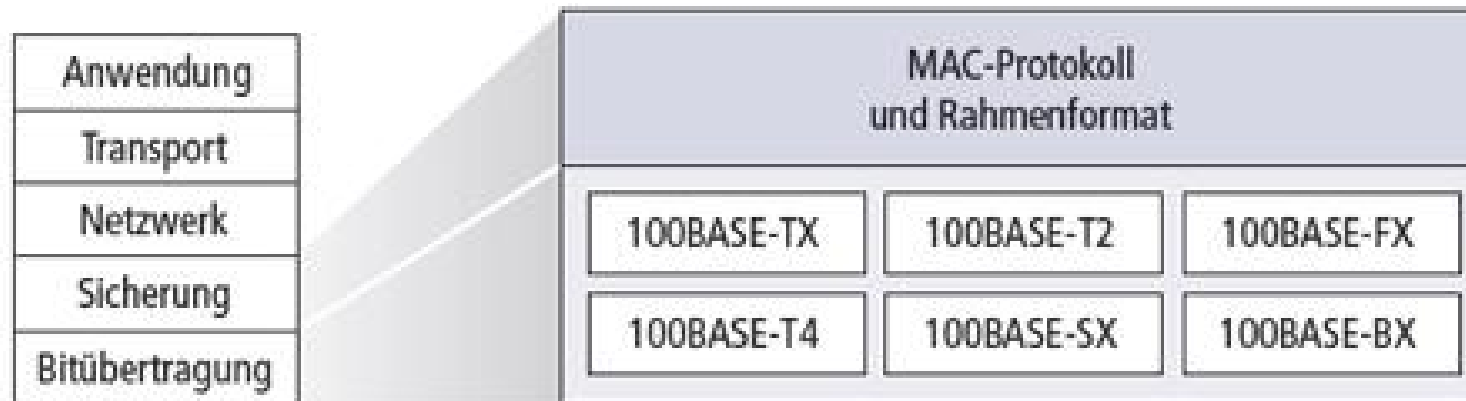 Anwendung
Transport
Netzwerk
Sicherung
Bitübertragung
MAC-Protokoll
und Rahmenformat
100BASE-TX
100BASE-T2
100BASE-FX
100BASE-T4
100BASE-SX
100BASE-BX